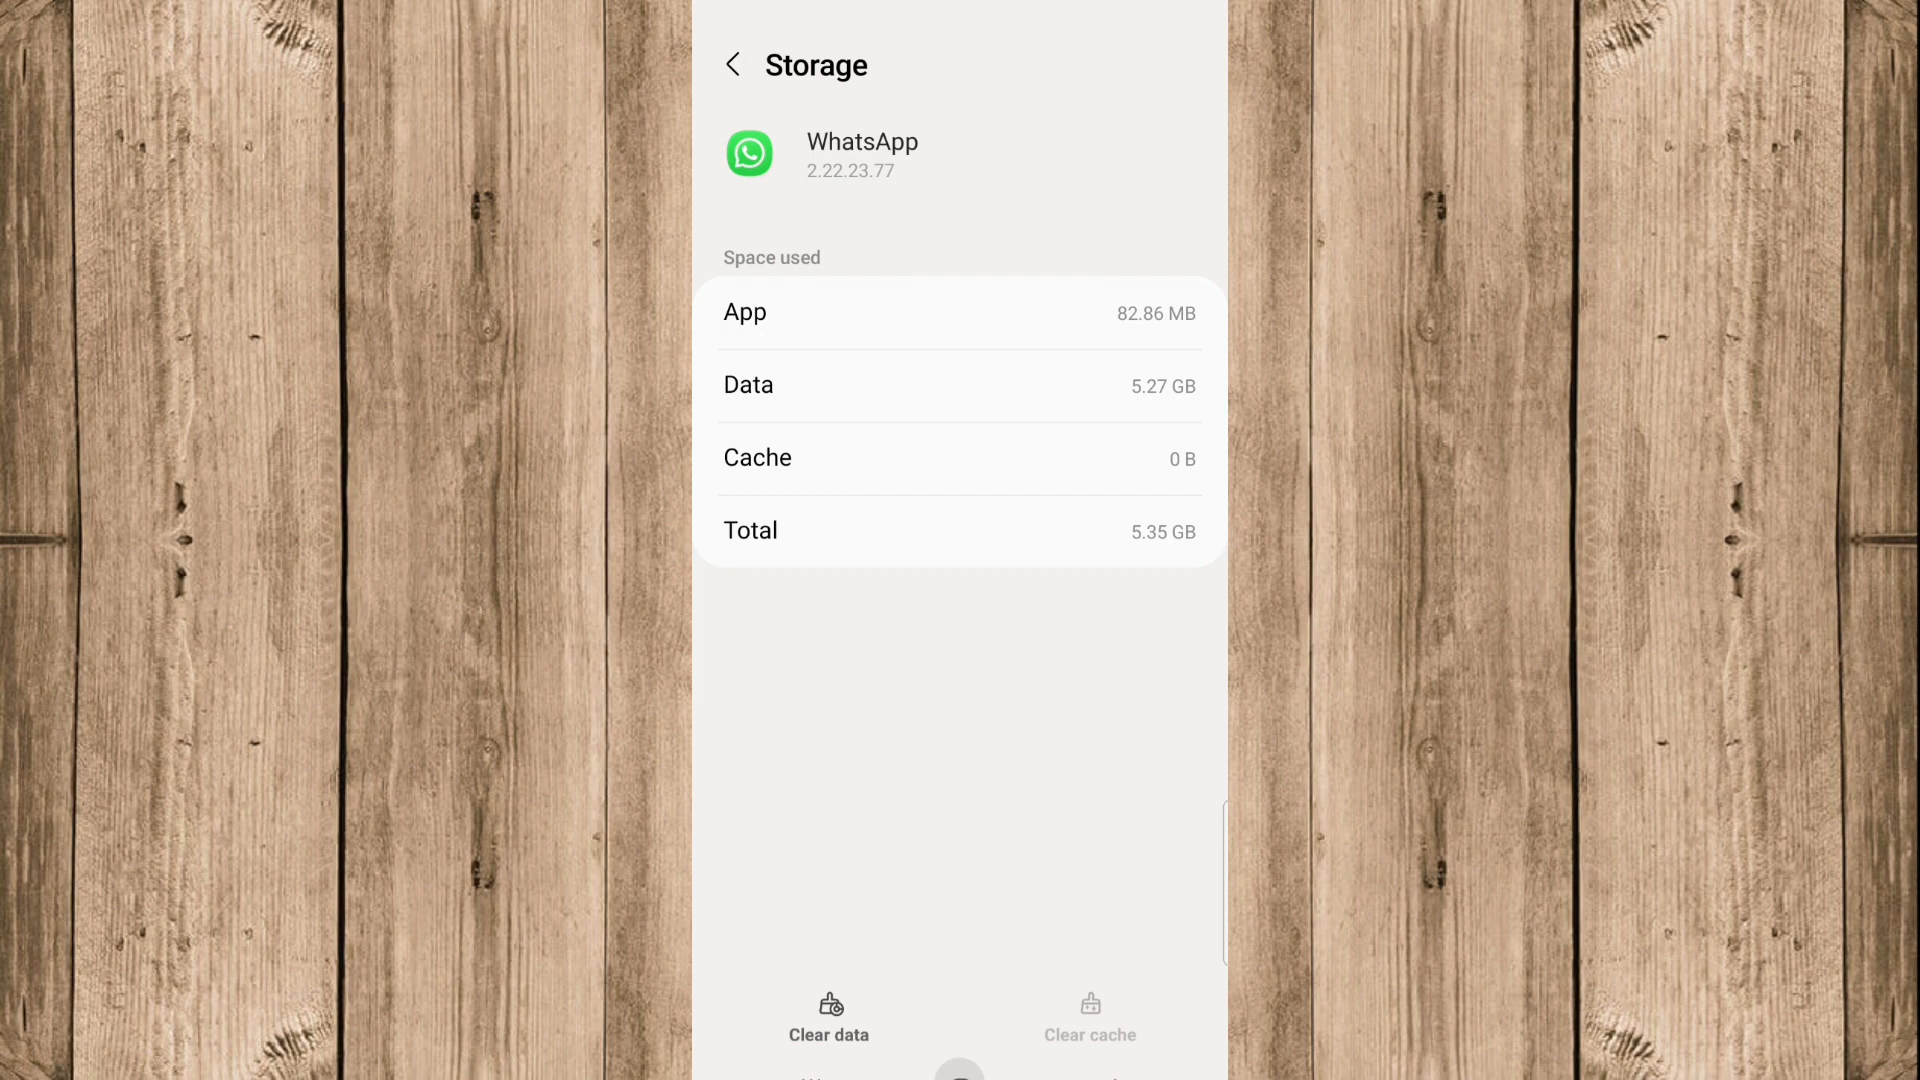 Storage
WhatsApp
2.22.23.77
Space used
App 82.86 MB
Data 5.27 GB
Cache 0 B
Total 5.35 GB
Clear data Clear cache